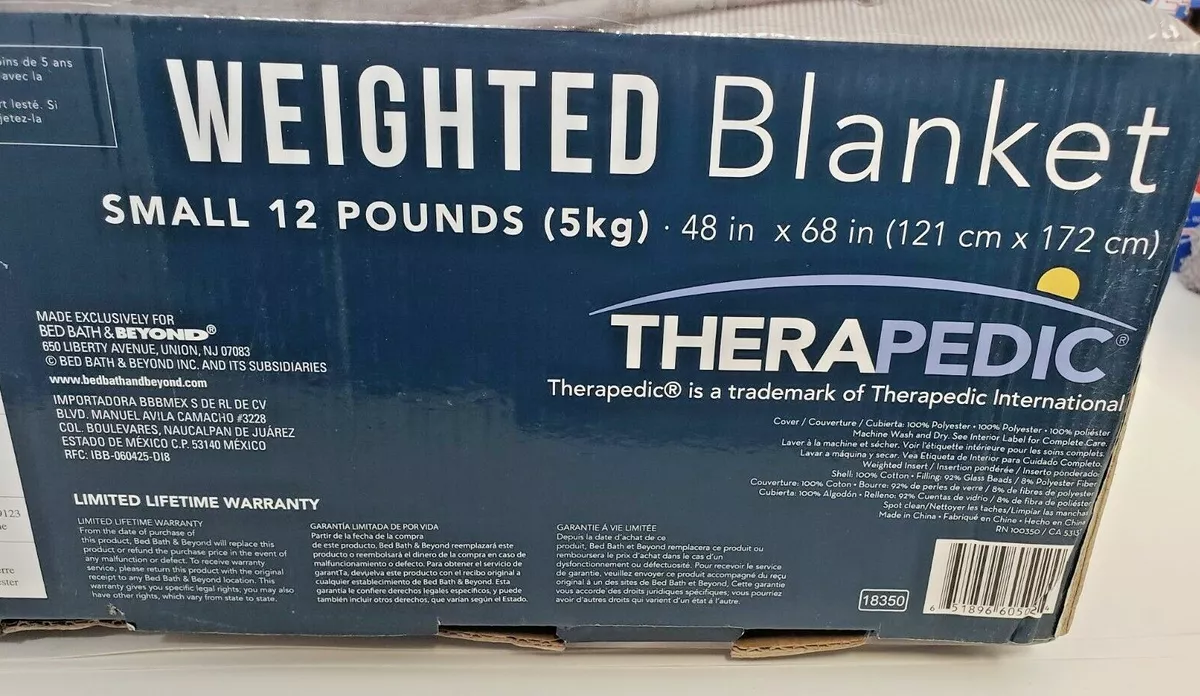 ins de 5 ans
avec la
rt lesté. Si
jetez-la
WEIGHTED Blanket
SMALL 12 POUNDS (5kg) · 48 in x 68 in (121 cm x 172 cm)
THERAPEDIC®
Therapedic® is a trademark of Therapedic International
MADE EXCLUSIVELY FOR
BED BATH & BEYOND®
650 LIBERTY AVENUE, UNION, NJ 07083
© BED BATH & BEYOND INC. AND ITS SUBSIDIARIES
www.bedbathandbeyond.com
IMPORTADORA BBBMEX S DE RL DE CV
BLVD. MANUEL AVILA CAMACHO #3228
COL. BOULEVARES, NAUCALPAN DE JUÁREZ
ESTADO DE MÉXICO C.P. 53140 MÉXICO
RFC: IBB-060425-DI8
Cover / Couverture / Cubierta: 100% Polyester • 100% Polyester • 100% poliéster
Machine Wash and Dry. See Interior Label for Complete Care.
Laver à la machine et sécher. Voir l'étiquette intérieure pour les soins complets.
Lavar a máquina y secar. Vea Etiqueta de Interior para Cuidado Completo.
Weighted Insert / Insertion pondérée / Inserto ponderado:
Shell: 100% Cotton • Filling: 92% Glass Beads / 8% Polyester Fiber
Couverture: 100% Coton • Bourre: 92% de perles de verre / 8% de fibres de polyester
Cubierta: 100% Algodón • Relleno: 92% Cuentas de vidrio / 8% de fibra de poliéster
Spot clean/Nettoyer les taches/Limpiar las manchas
Made in China • Fabriqué en Chine • Hecho en China
RN 100350 / CA
LIMITED LIFETIME WARRANTY
LIMITED LIFETIME WARRANTY
From the date of purchase of
this product, Bed Bath & Beyond will replace this
product or refund the purchase price in the event of
any malfunction or defect. To receive warranty
service, please return this product with the original
receipt to any Bed Bath & Beyond location. This
warranty gives you specific legal rights; you may also
have other rights, which vary from state to state.
GARANTÍA LIMITADA DE POR VIDA
Partir de la fecha de la compra
de este producto, Bed Bath & Beyond reemplazará este
producto o reembolsará el dinero de la compra en caso de
malfuncionamiento o defecto. Para obtener el servicio de
garanTa, devuelva este producto con el recibo original a
cualquier establecimiento de Bed Bath & Beyond. Esta
garantía le confiere derechos legales específicos, y puede
también incluir otros derechos, que varían según el Estado.
GARANTIE À VIE LIMITÉE
Depuis la date d'achat de ce
produit, Bed Bath et Beyond remplacera ce produit ou
remboursera le prix d'achat dans le cas d'un
dysfonctionnement ou défectuosité. Pour recevoir le service
de garantie, veuillez envoyer ce produit accompagné du reçu
original à un des sites de Bed Bath et Beyond. Cette garantie
vous accorde des droits juridiques spécifiques; vous pourriez
avoir d'autres droits qui varient d'un état à l'autre.
18350
6 51896 60502 4
9123
ne
erre
ester